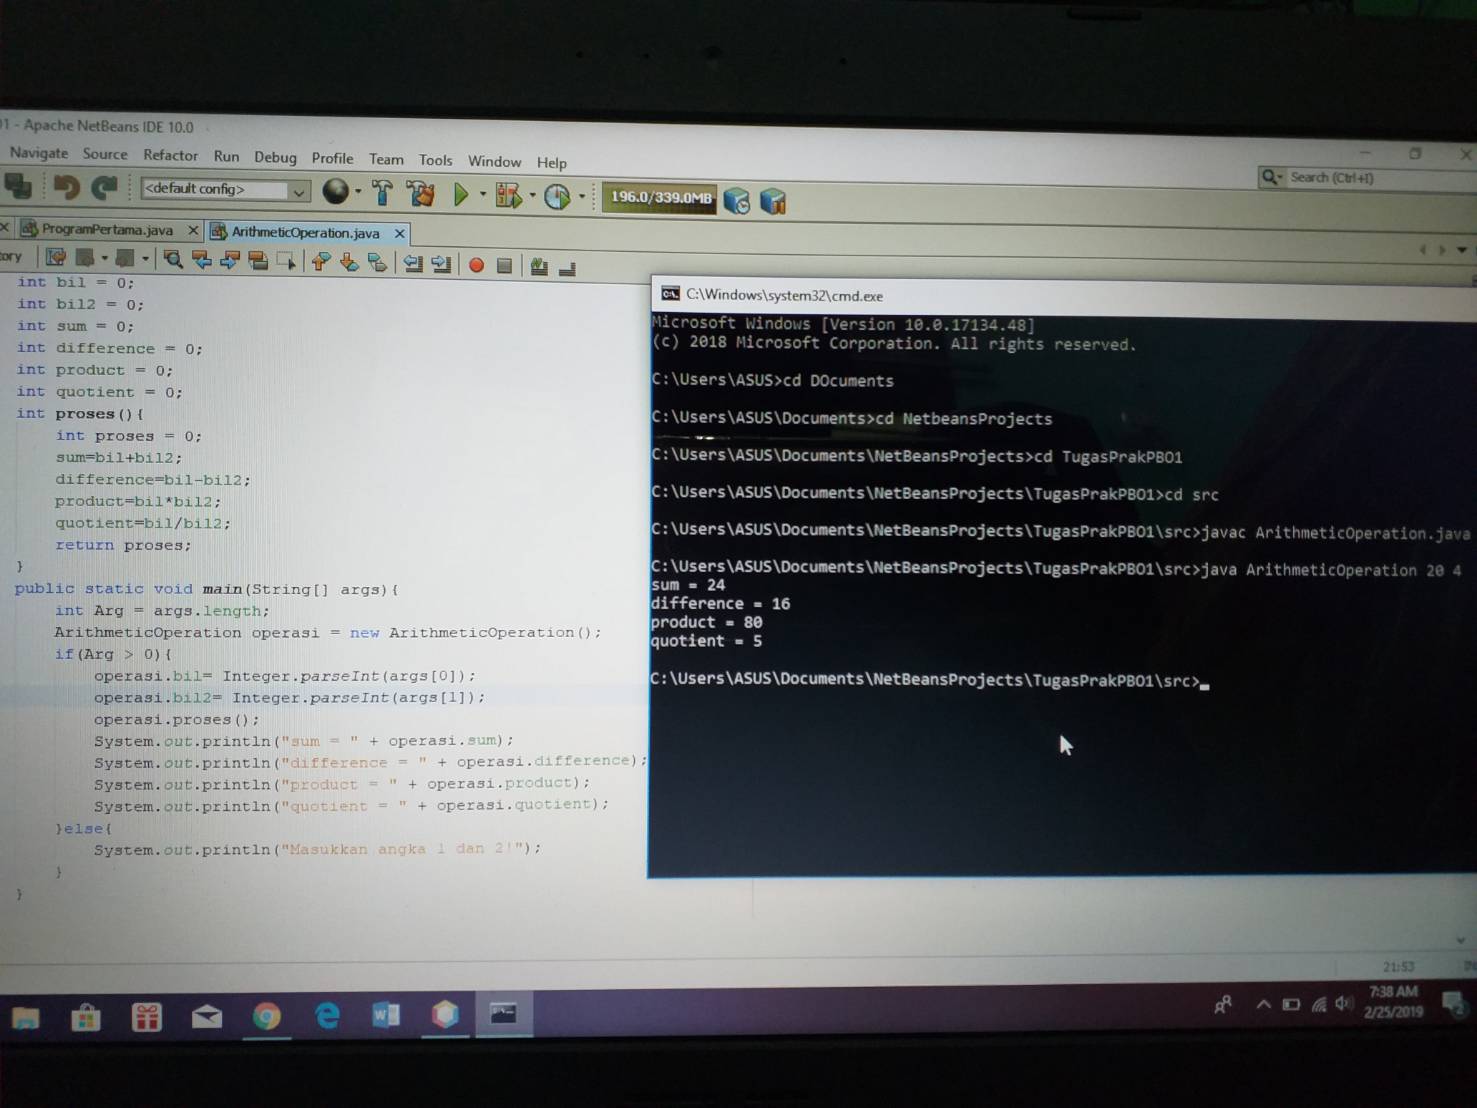 01 - Apache NetBeans IDE 10.0
Navigate Source Refactor Run Debug Profile Team Tools Window Help
Search (Ctrl+I)
<default config>
196.0/339.0MB
ProgramPertama.java
ArithmeticOperation.java
int bil = 0;
int bil2 = 0;
int sum = 0;
int difference = 0;
int product = 0;
int quotient = 0;
int proses(){
int proses = 0;
sum=bil+bil2;
difference=bil-bil2;
product=bil*bil2;
quotient=bil/bil2;
return proses;
}
public static void main(String[] args){
int Arg = args.length;
ArithmeticOperation operasi = new ArithmeticOperation();
if(Arg > 0){
operasi.bil= Integer.parseInt(args[0]);
operasi.bil2= Integer.parseInt(args[1]);
operasi.proses();
System.out.println("sum = " + operasi.sum);
System.out.println("difference = " + operasi.difference);
System.out.println("product = " + operasi.product);
System.out.println("quotient = " + operasi.quotient);
}else{
System.out.println("Masukkan angka 1 dan 2!");
}
}
C:\Windows\system32\cmd.exe
Microsoft Windows [Version 10.0.17134.48]
(c) 2018 Microsoft Corporation. All rights reserved.
C:\Users\ASUS>cd DOcuments
C:\Users\ASUS\Documents>cd NetbeansProjects
C:\Users\ASUS\Documents\NetBeansProjects>cd TugasPrakPBO1
C:\Users\ASUS\Documents\NetBeansProjects\TugasPrakPBO1>cd src
C:\Users\ASUS\Documents\NetBeansProjects\TugasPrakPBO1\src>javac ArithmeticOperation.java
C:\Users\ASUS\Documents\NetBeansProjects\TugasPrakPBO1\src>java ArithmeticOperation 20 4
sum = 24
difference = 16
product = 80
quotient = 5
C:\Users\ASUS\Documents\NetBeansProjects\TugasPrakPBO1\src>
21:53
7:38 AM
2/25/2019